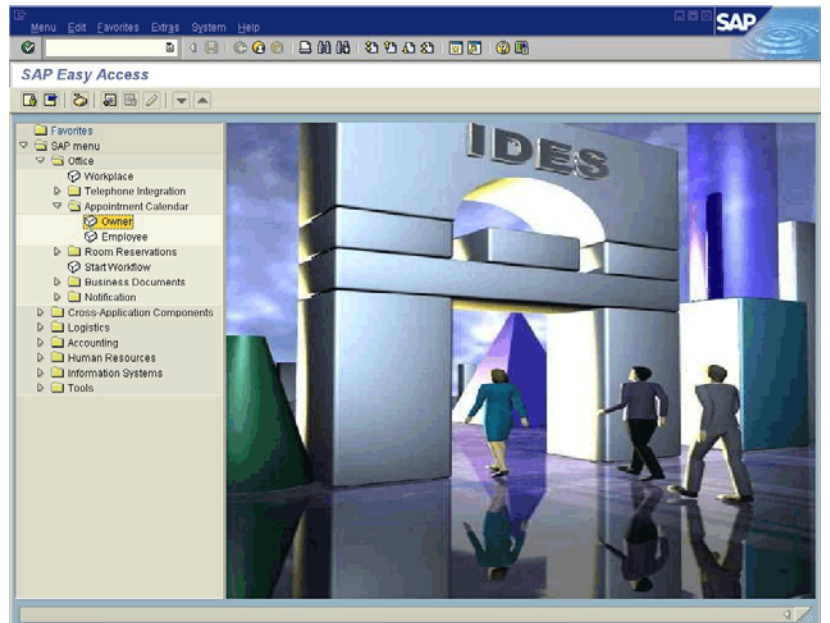 Menu Edit Favorites Extras System Help
SAP
SAP Easy Access
Favorites
SAP menu
Office
Workplace
Telephone Integration
Appointment Calendar
Owner
Employee
Room Reservations
Start Workflow
Business Documents
Notification
Cross-Application Components
Logistics
Accounting
Human Resources
Information Systems
Tools
IDES